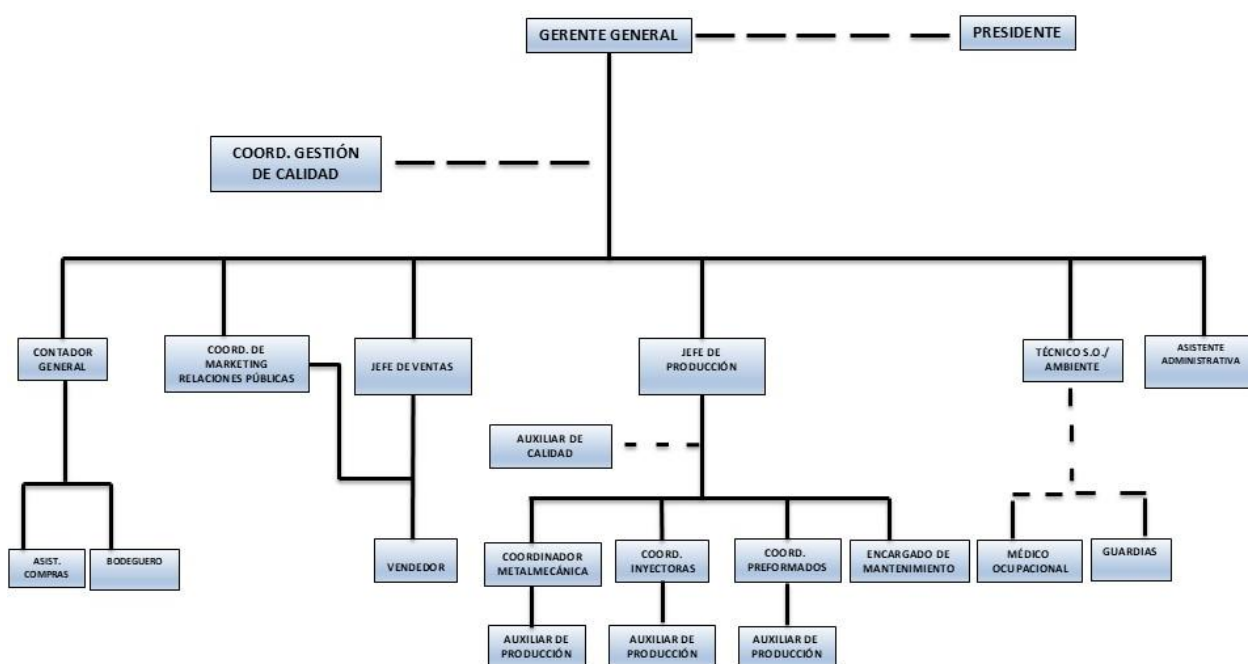 GERENTE GENERAL
PRESIDENTE
COORD. GESTIÓN
DE CALIDAD
CONTADOR
GENERAL
COORD. DE
MARKETING
RELACIONES PÚBLICAS
JEFE DE VENTAS
JEFE DE
PRODUCCIÓN
TÉCNICO S.O./
AMBIENTE
ASISTENTE
ADMINISTRATIVA
AUXILIAR DE
CALIDAD
ASIST.
COMPRAS
BODEGUERO
VENDEDOR
COORDINADOR
METALMECÁNICA
COORD.
INYECTORAS
COORD.
PREFORMADOS
ENCARGADO DE
MANTENIMIENTO
MÉDICO
OCUPACIONAL
GUARDIAS
AUXILIAR DE
PRODUCCIÓN
AUXILIAR DE
PRODUCCIÓN
AUXILIAR DE
PRODUCCIÓN